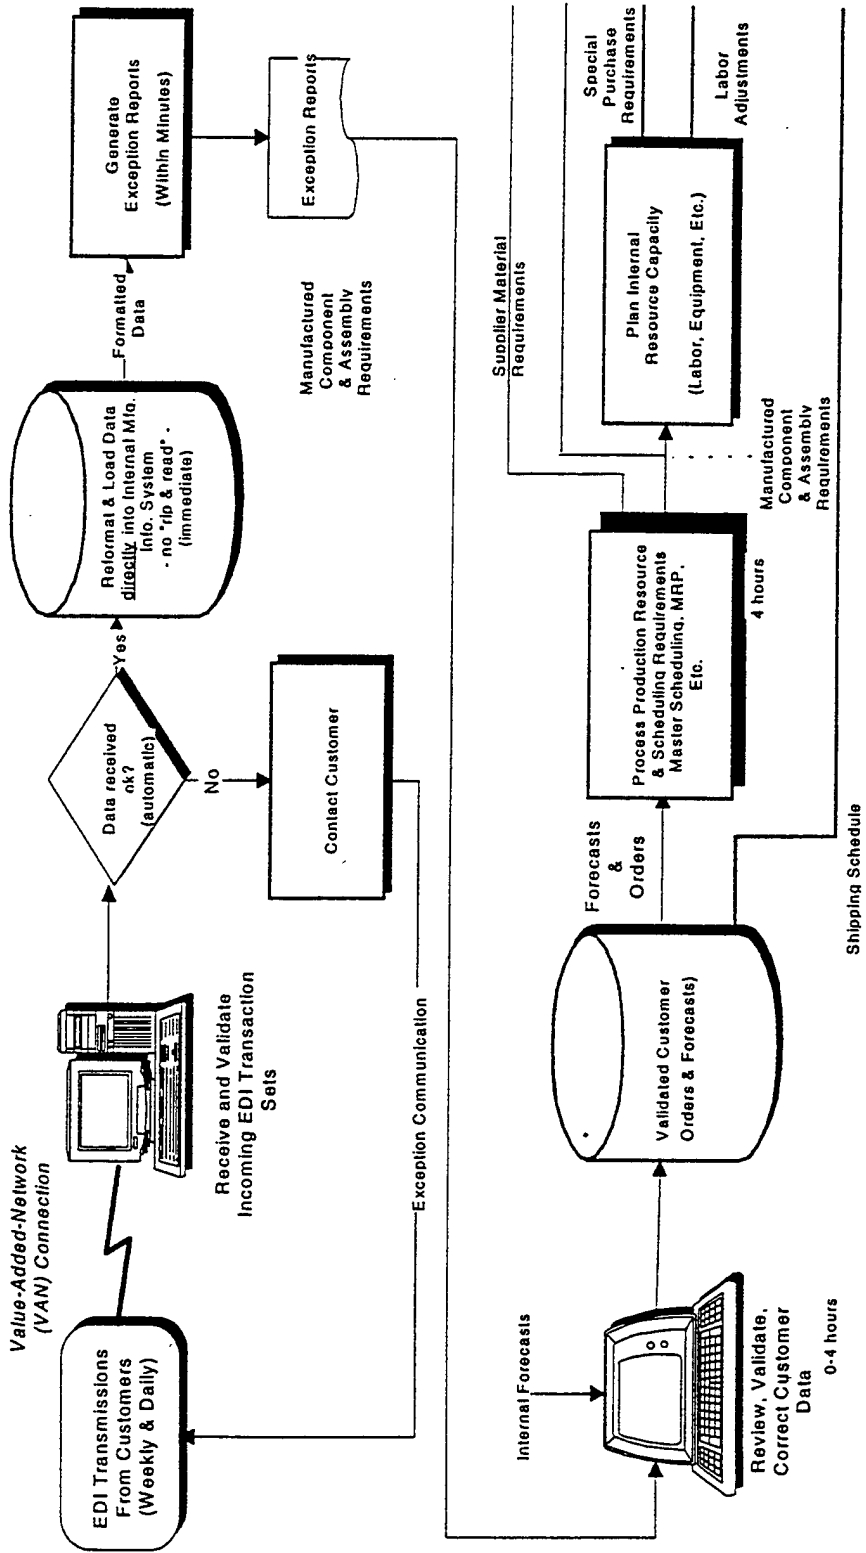 Value-Added-Network
(VAN) Connection
EDI Transmissions
From Customers
(Weekly & Daily)
Receive and Validate
Incoming EDI Transaction
Sets
Data received
ok?
(automatic)
Yes
No
Contact Customer
Exception Communication
Reformat & Load Data
directly into Internal Mfg.
Info. System
- no "rip & read" -
(immediate)
Formatted
Data
Generate
Exception Reports
(Within Minutes)
Exception Reports
Manufactured
Component
& Assembly
Requirements
Internal Forecasts
Review, Validate,
Correct Customer
Data
0-4 hours
Validated Customer
Orders & Forecasts)
Forecasts
&
Orders
Shipping Schedule
Process Production Resource
& Scheduling Requirements
Master Scheduling, MRP,
Etc.
4 hours
Supplier Material
Requirements
Manufactured
Component
& Assembly
Requirements
Plan Internal
Resource Capacity
(Labor, Equipment, Etc.)
Special
Purchase
Requirements
Labor
Adjustments